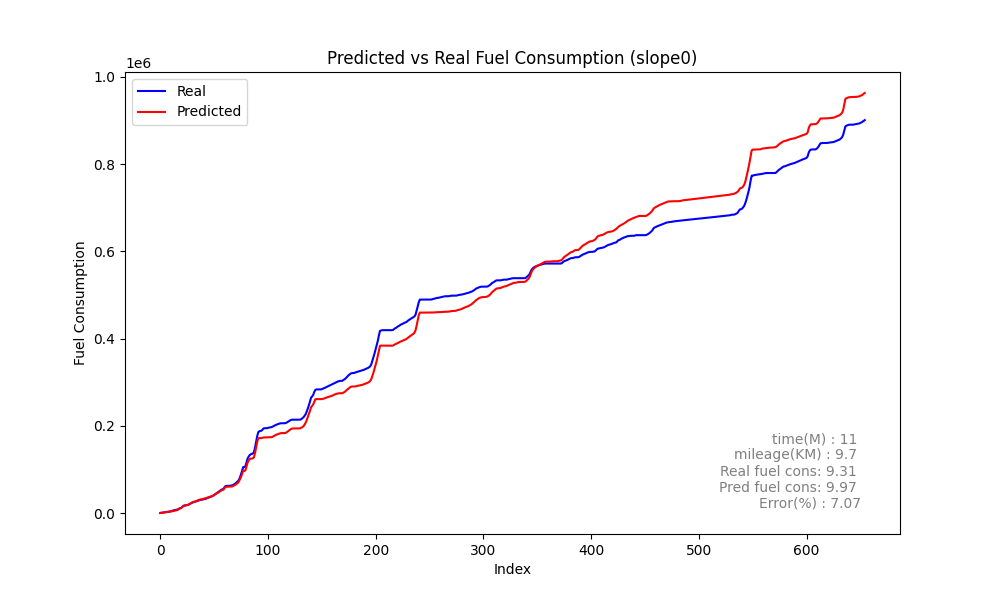 Predicted vs Real Fuel Consumption (slope0)
1e6
Real
Predicted
1.0
0.8
0.6
0.4
0.2
0.0
Fuel Consumption
time(M) : 11
mileage(KM) : 9.7
Real fuel cons: 9.31
Pred fuel cons: 9.97
Error(%) : 7.07
0 100 200 300 400 500 600
Index